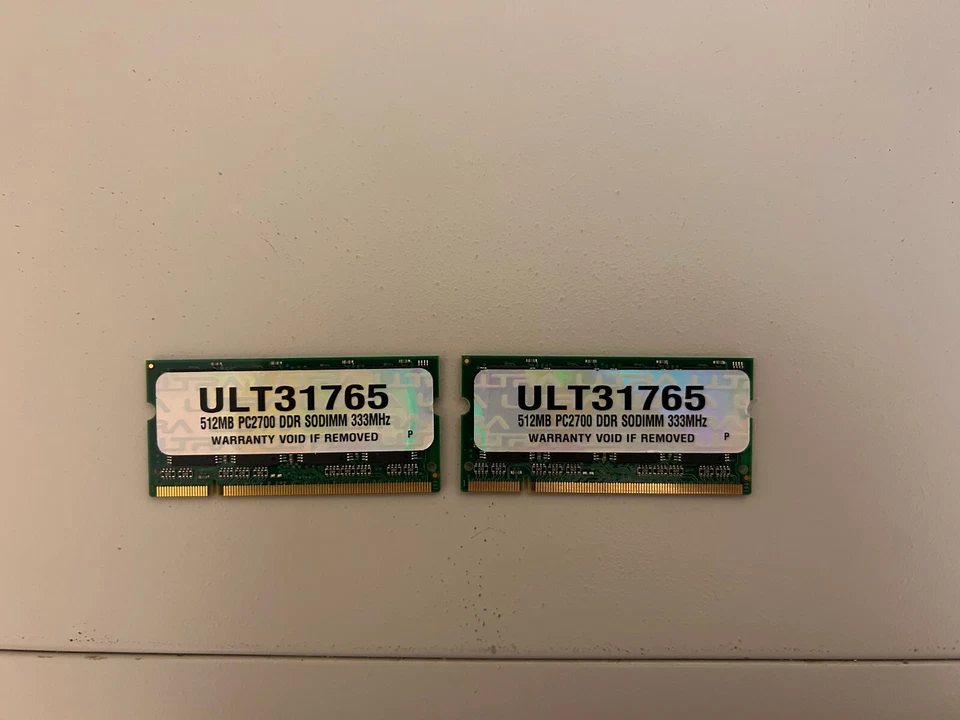 ULT31765
512MB PC2700 DDR SODIMM 333MHz
WARRANTY VOID IF REMOVED
P
ULT31765
512MB PC2700 DDR SODIMM 333MHz
WARRANTY VOID IF REMOVED
P